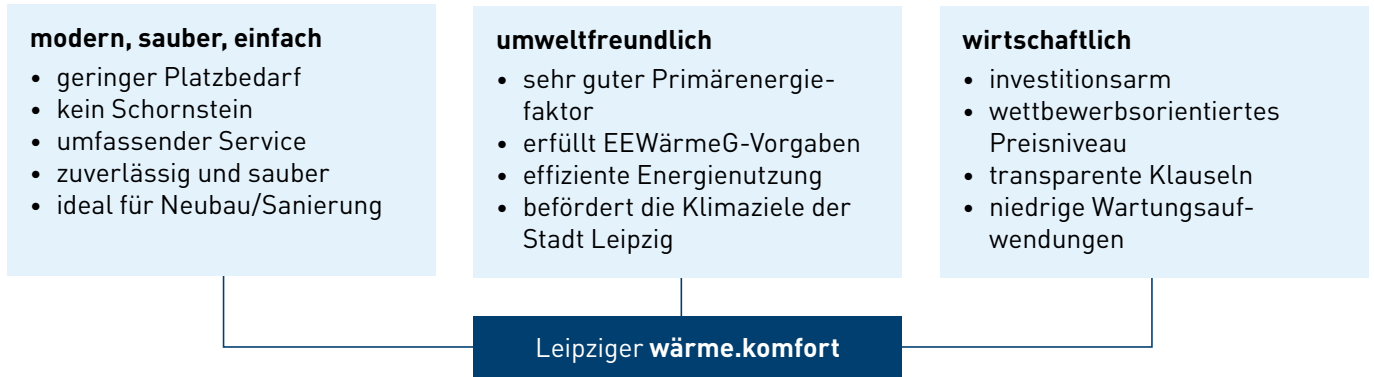 modern, sauber, einfach
• geringer Platzbedarf
• kein Schornstein
• umfassender Service
• zuverlässig und sauber
• ideal für Neubau/Sanierung
umweltfreundlich
• sehr guter Primärenergie-
faktor
• erfüllt EEWärmeG-Vorgaben
• effiziente Energienutzung
• befördert die Klimaziele der
Stadt Leipzig
wirtschaftlich
• investitionsarm
• wettbewerbsorientiertes
Preisniveau
• transparente Klauseln
• niedrige Wartungsauf-
wendungen
Leipziger wärme.komfort